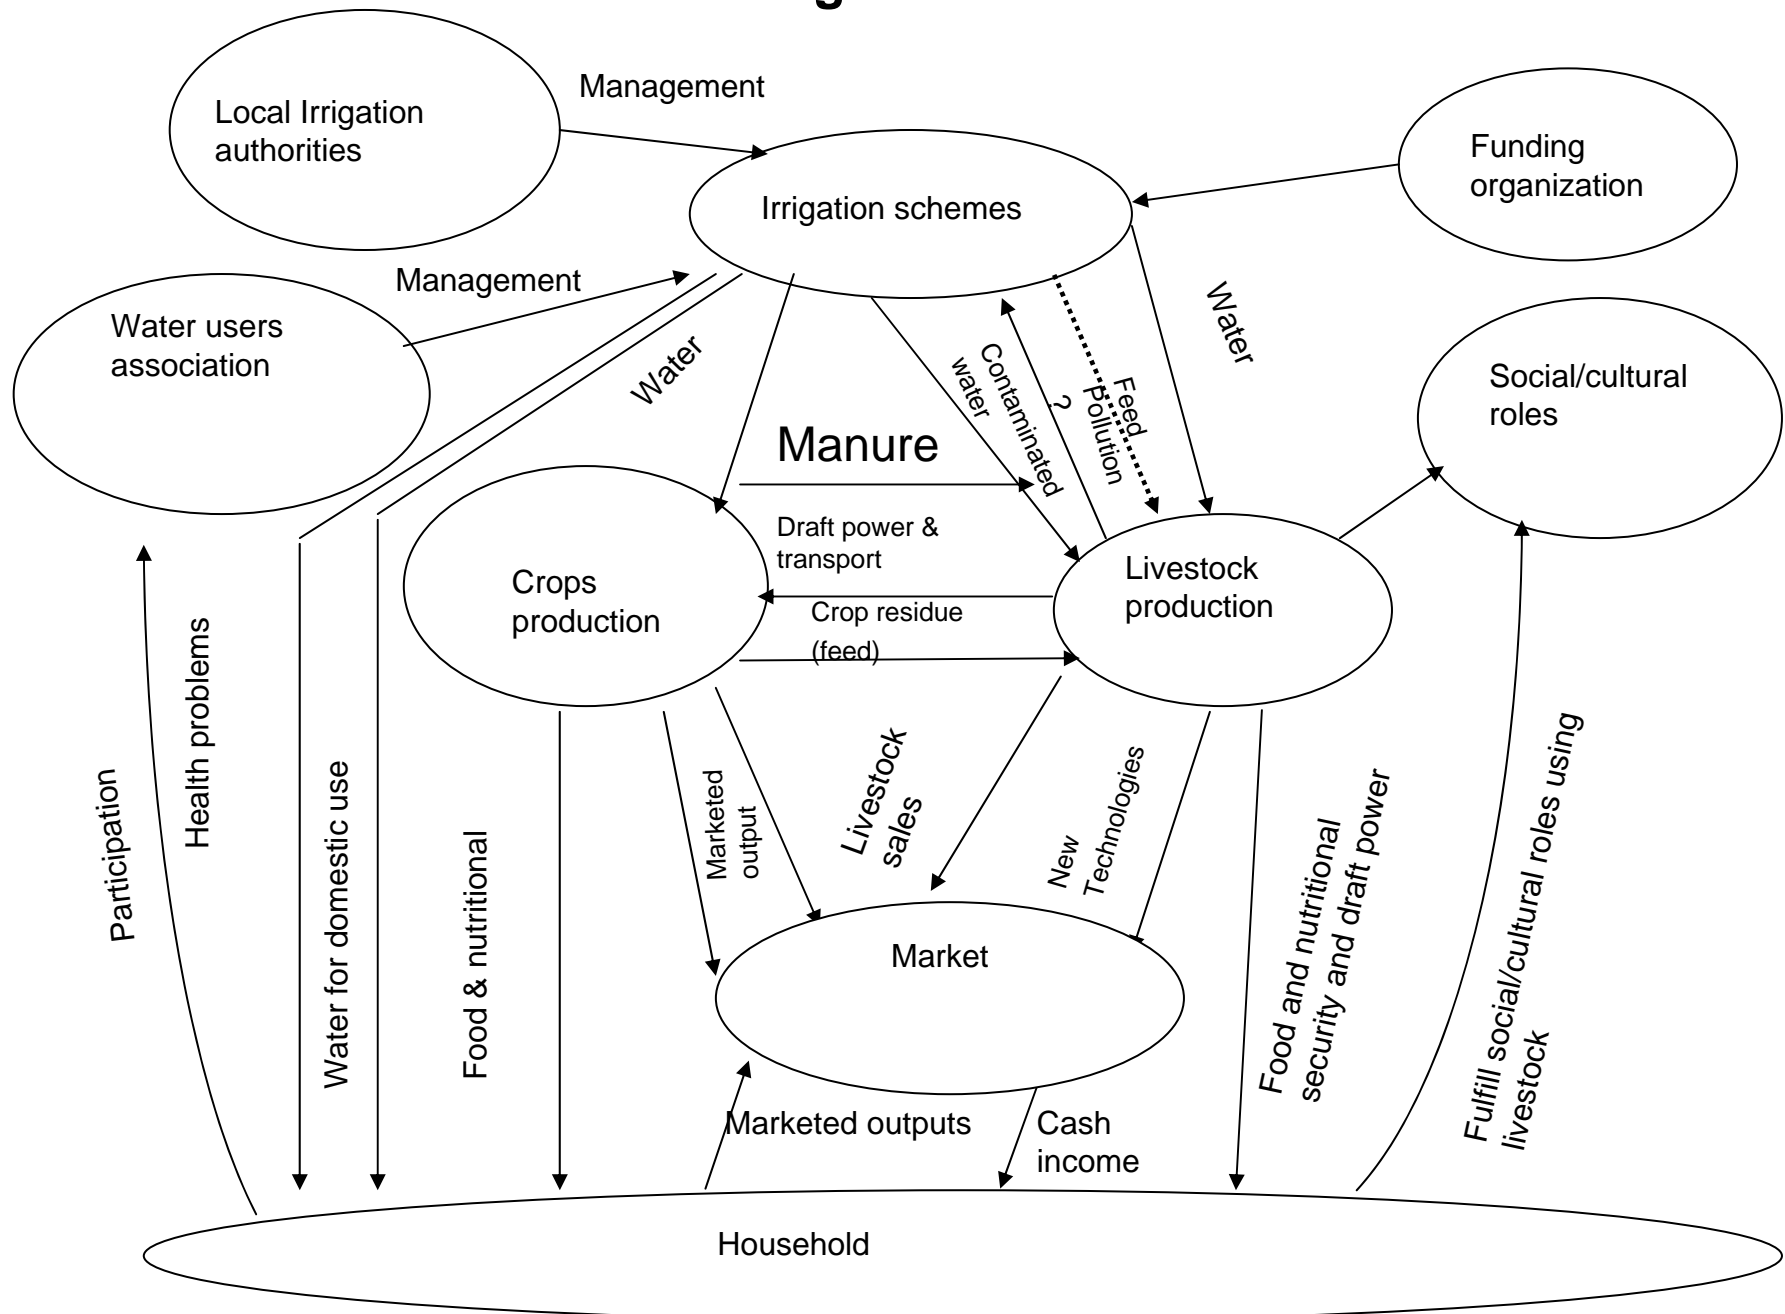 Management
Local Irrigation
authorities
Funding
organization
Irrigation schemes
Management
Water users
association
Water
Water
Contaminated
water
Pollution
?
Feed
Social/cultural
roles
Manure
Draft power &
transport
Crops
production
Livestock
production
Crop residue
(feed)
Participation
Health problems
Water for domestic use
Food & nutritional
Marketed
output
Livestock
sales
New
Technologies
Food and nutritional
security and draft power
Fulfill social/cultural roles using
livestock
Market
Marketed outputs
Cash
income
Household